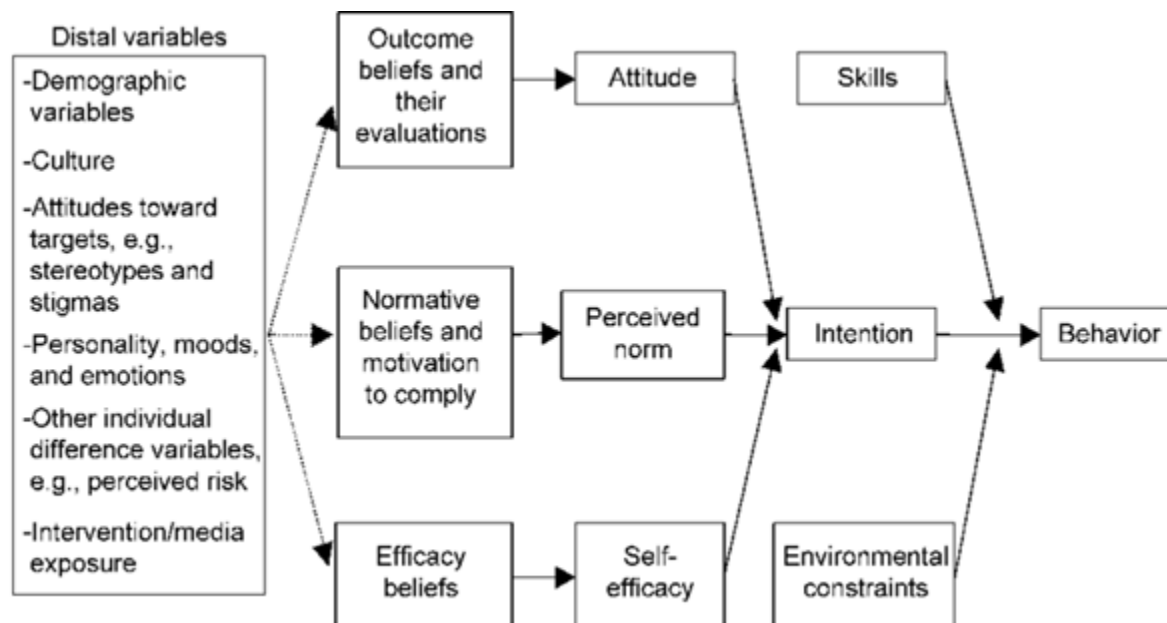 Distal variables
-Demographic
variables
-Culture
-Attitudes toward
targets, e.g.,
stereotypes and
stigmas
-Personality, moods,
and emotions
-Other individual
difference variables,
e.g., perceived risk
-Intervention/media
exposure
Outcome
beliefs and
their
evaluations
Attitude
Skills
Normative
beliefs and
motivation
to comply
Perceived
norm
Intention
Behavior
Efficacy
beliefs
Self-
efficacy
Environmental
constraints